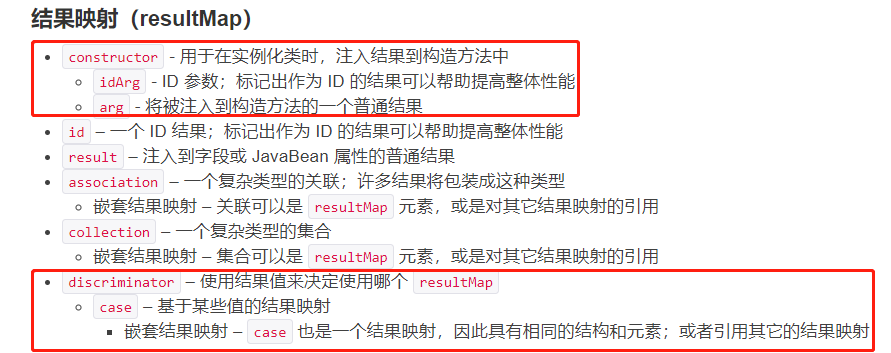 结果映射（resultMap）
constructor - 用于在实例化类时，注入结果到构造方法中
idArg - ID 参数；标记出作为 ID 的结果可以帮助提高整体性能
arg - 将被注入到构造方法的一个普通结果
id – 一个 ID 结果；标记出作为 ID 的结果可以帮助提高整体性能
result – 注入到字段或 JavaBean 属性的普通结果
association – 一个复杂类型的关联；许多结果将包装成这种类型
嵌套结果映射 – 关联可以是 resultMap 元素，或是对其它结果映射的引用
collection – 一个复杂类型的集合
嵌套结果映射 – 集合可以是 resultMap 元素，或是对其它结果映射的引用
discriminator – 使用结果值来决定使用哪个 resultMap
case – 基于某些值的结果映射
嵌套结果映射 – case 也是一个结果映射，因此具有相同的结构和元素；或者引用其它的结果映射